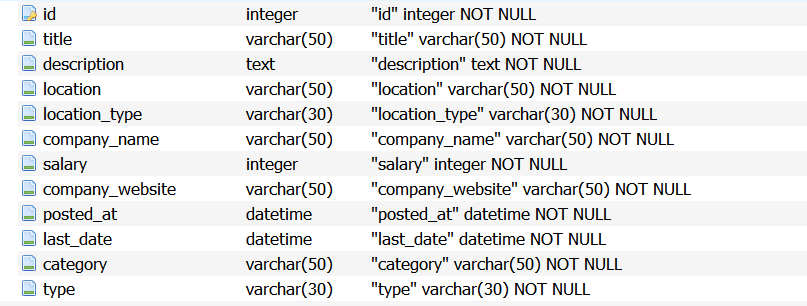 id integer "id" integer NOT NULL
title varchar(50) "title" varchar(50) NOT NULL
description text "description" text NOT NULL
location varchar(50) "location" varchar(50) NOT NULL
location_type varchar(30) "location_type" varchar(30) NOT NULL
company_name varchar(50) "company_name" varchar(50) NOT NULL
salary integer "salary" integer NOT NULL
company_website varchar(50) "company_website" varchar(50) NOT NULL
posted_at datetime "posted_at" datetime NOT NULL
last_date datetime "last_date" datetime NOT NULL
category varchar(50) "category" varchar(50) NOT NULL
type varchar(30) "type" varchar(30) NOT NULL